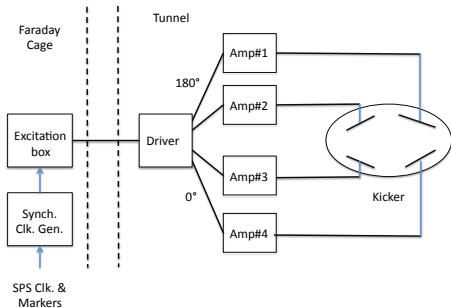 Faraday
Cage
Tunnel
Amp#1
180°
Amp#2
Excitation
box
Driver
Amp#3
Kicker
0°
Synch.
Clk. Gen.
Amp#4
SPS Clk. &
Markers